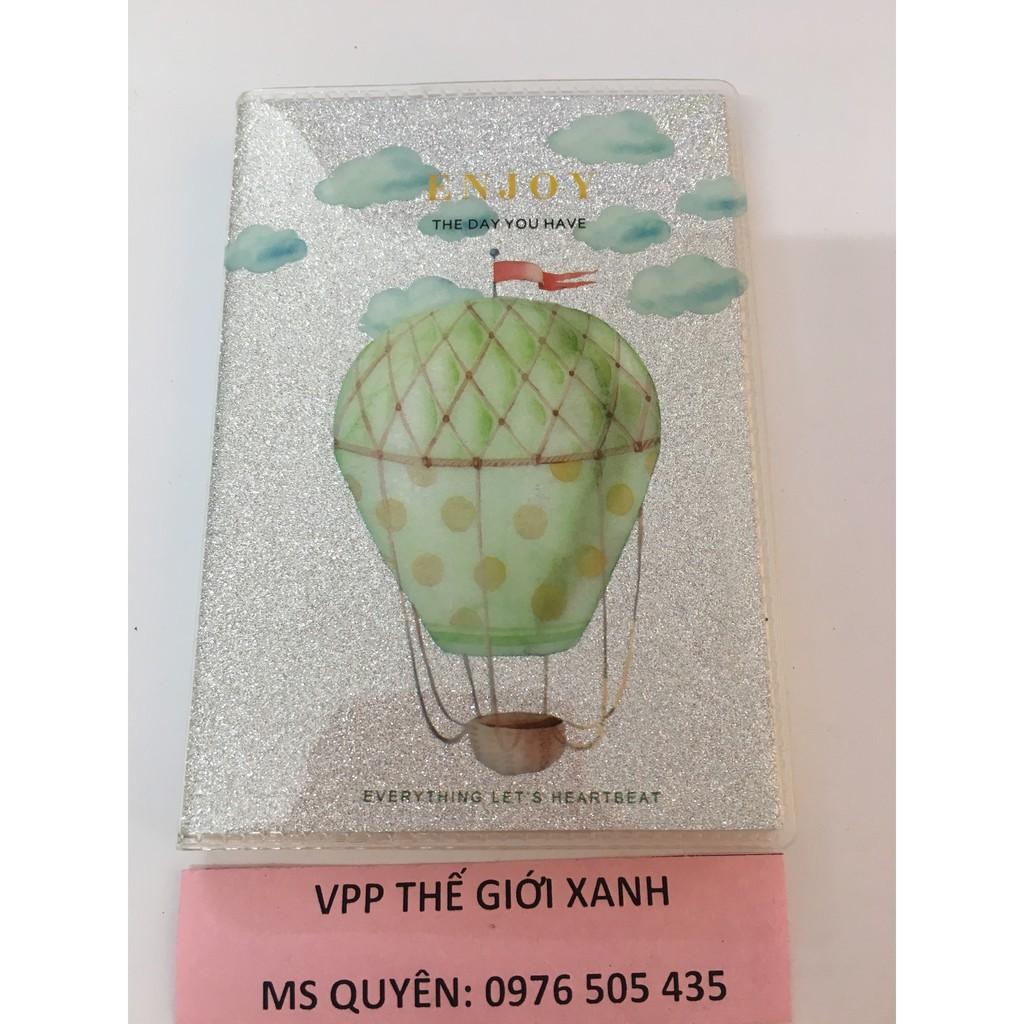 ENJOY
THE DAY YOU HAVE
EVERYTHING LET'S HEARTBEAT
VPP THẾ GIỚI XANH
MS QUYÊN: 0976 505 435